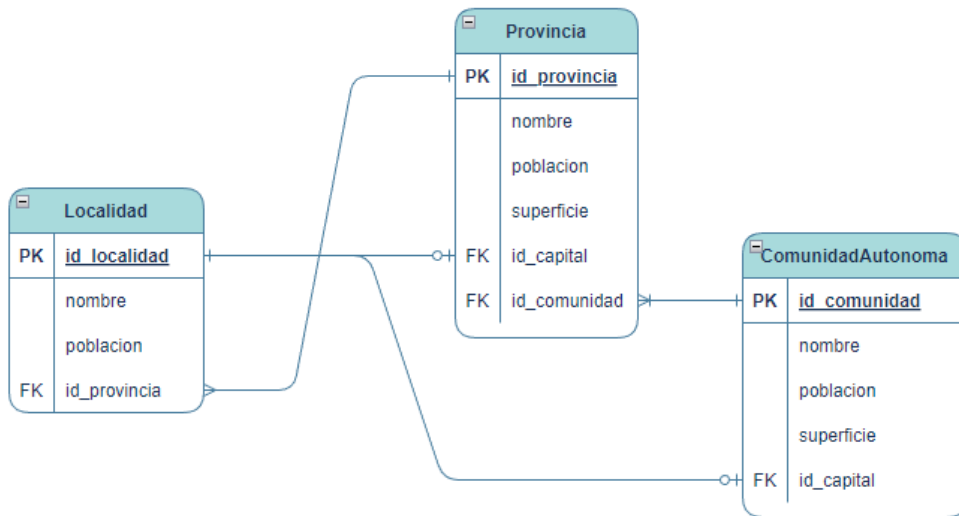 Provincia
PK id_provincia
nombre
poblacion
superficie
FK id_capital
FK id_comunidad
Localidad
PK id_localidad
nombre
poblacion
FK id_provincia
ComunidadAutonoma
PK id_comunidad
nombre
poblacion
superficie
FK id_capital